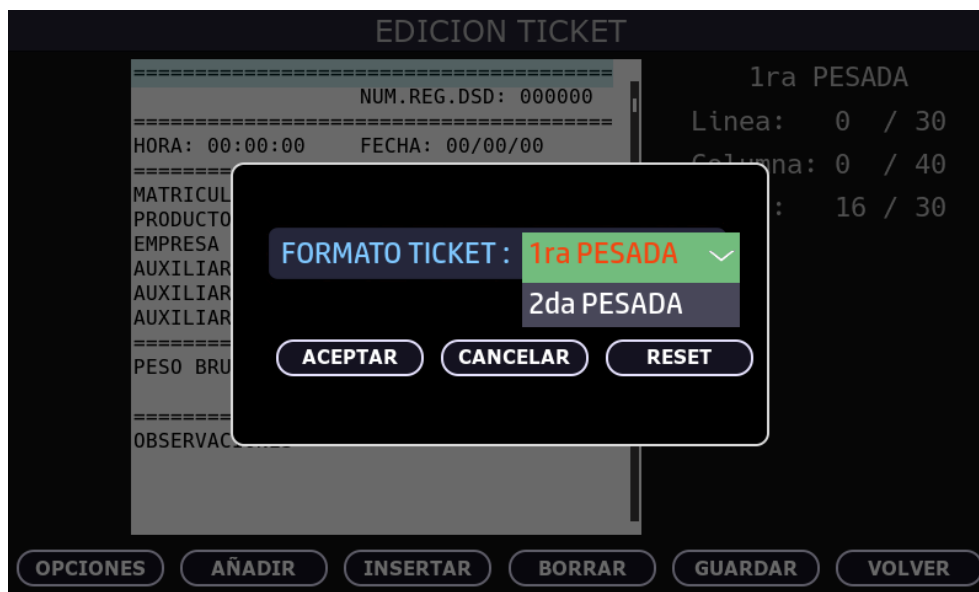 EDICION TICKET
=======================================
NUM.REG.DSD: 000000
=======================================
HORA: 00:00:00 FECHA: 00/00/00
========
MATRICUL
PRODUCTO
EMPRESA
AUXILIAR
AUXILIAR
AUXILIAR
========
PESO BRU
========
OBSERVAC
1ra PESADA
Linea: 0 / 30
Columna: 0 / 40
: 16 / 30
FORMATO TICKET : 1ra PESADA
2da PESADA
ACEPTAR CANCELAR RESET
OPCIONES AÑADIR INSERTAR BORRAR GUARDAR VOLVER